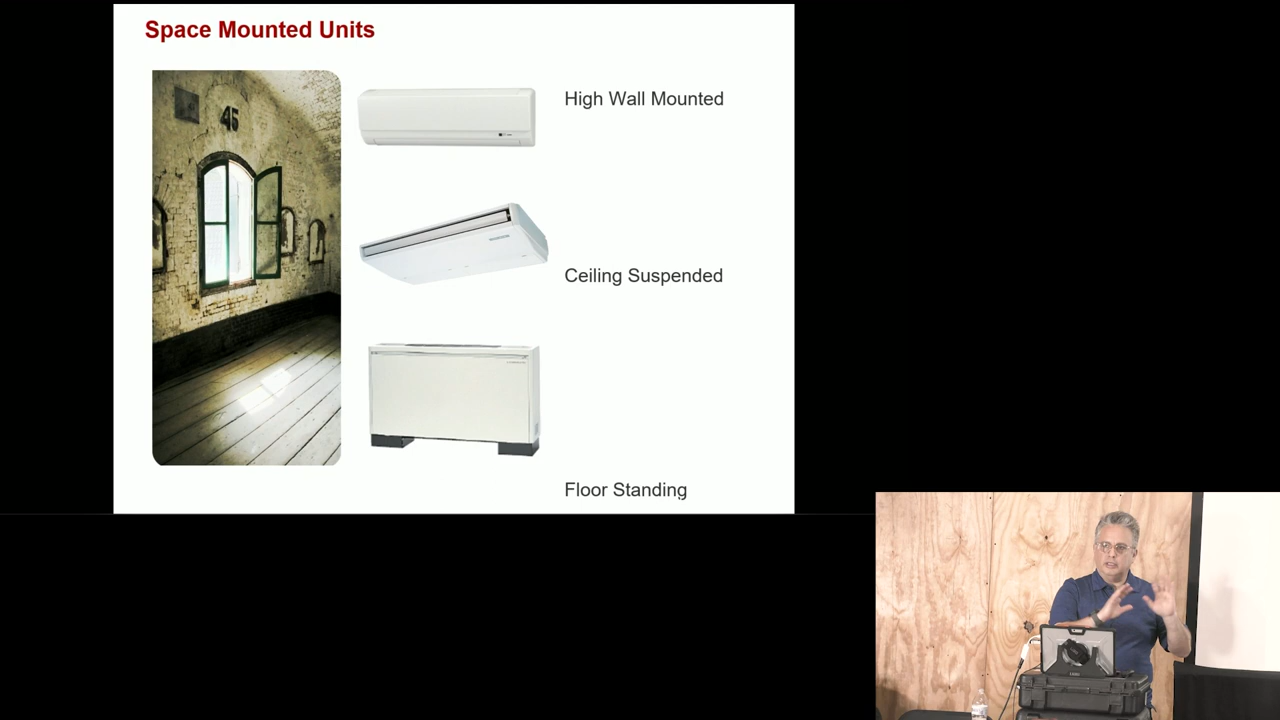 Space Mounted Units
45
High Wall Mounted
Ceiling Suspended
Floor Standing